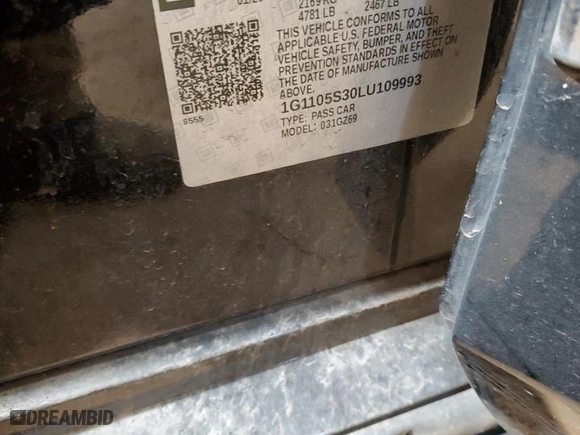 2169 KG
4781 LB 2467 LB
THIS VEHICLE CONFORMS TO ALL
APPLICABLE U.S. FEDERAL MOTOR
VEHICLE SAFETY, BUMPER, AND THEFT
PREVENTION STANDARDS IN EFFECT ON
THE DATE OF MANUFACTURE SHOWN
ABOVE.
1G1105S30LU109993
TYPE: PASS CAR
MODEL: 031GZ69
8555
DREAMBID